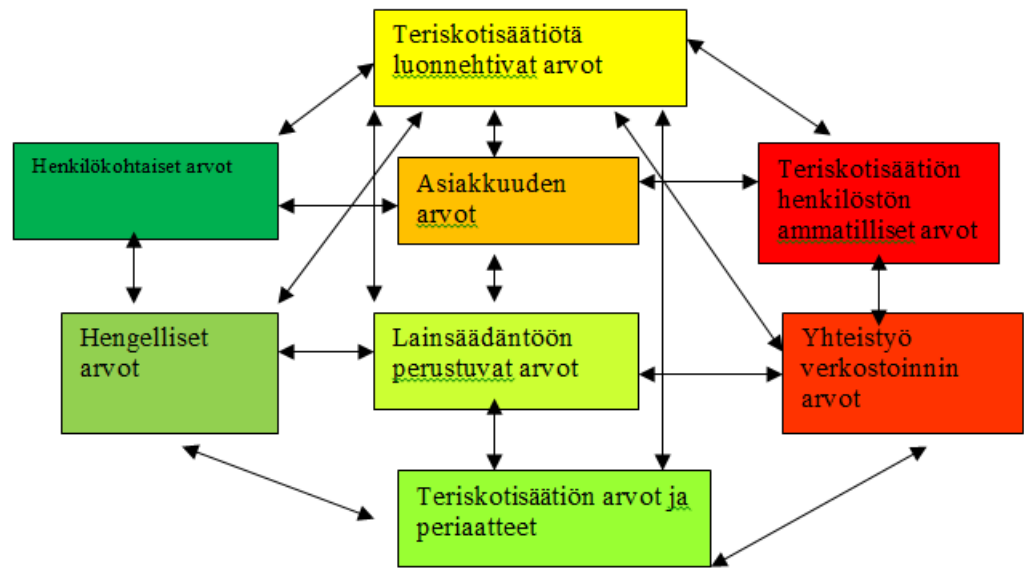 Teriskotisäätiötä
luonnehtivat arvot
Henkilökohtaiset arvot
Asiakkuuden
arvot
Teriskotisäätiön
henkilöstön
ammatilliset arvot
Hengelliset
arvot
Lainsäädäntöön
perustuvat arvot
Yhteistyö
verkostoinnin
arvot
Teriskotisäätiön arvot ja
periaatteet